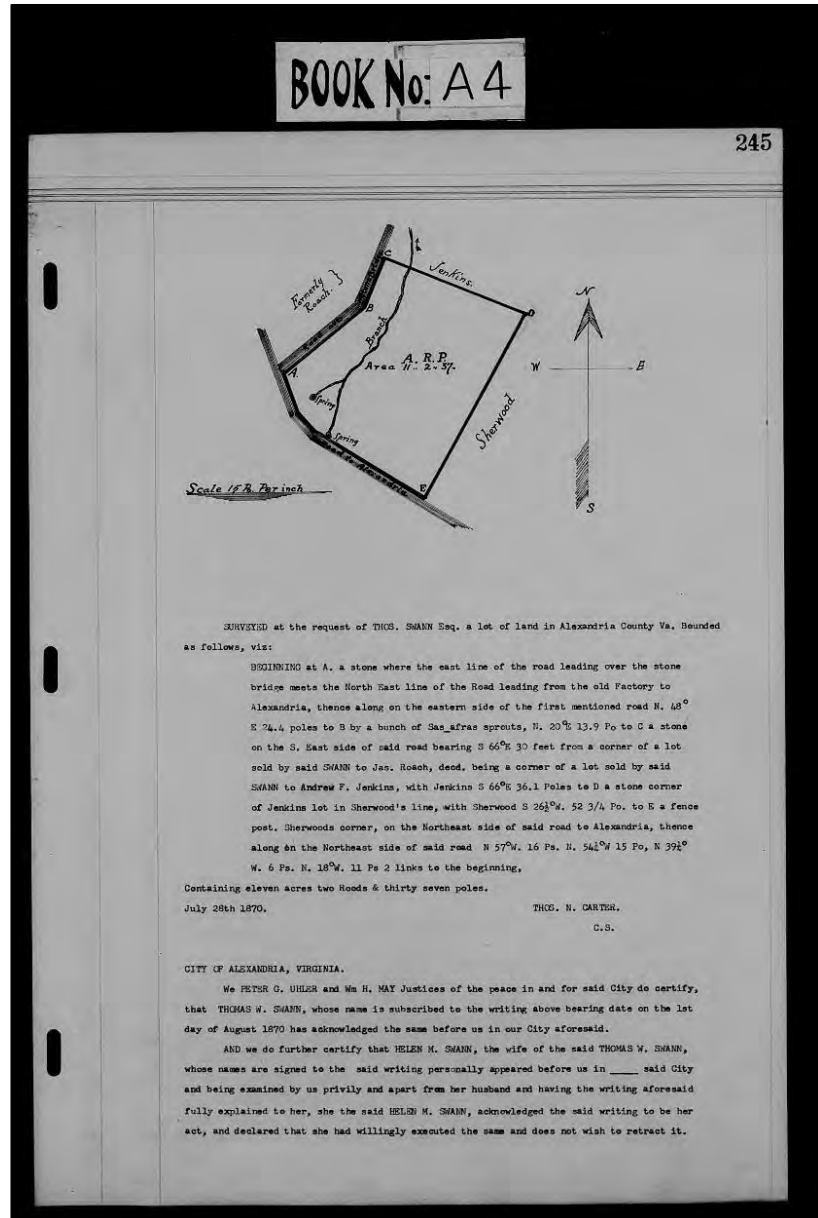 BOOK No: A 4
245
Formerly
Roach.
C
Jenkins.
B
D
N
Branch
A. R. P.
Area 11 .. 2 .. 37.
W
E
A.
Spring
Sherwood
Spring
Road to Alexandria
E
Scale 15 Ps. Per inch
S
SURVEYED at the request of THOS. SWANN Esq. a lot of land in Alexandria County Va. Bounded
as follows, viz:
BEGINNING at A. a stone where the east line of the road leading over the stone
bridge meets the North East line of the Road leading from the old Factory to
Alexandria, thence along on the eastern side of the first mentioned road N. 48°
E 24.4 poles to B by a bunch of Sas_afras sprouts, N. 20°E 13.9 Po to C a stone
on the S. East side of said road bearing S 66°E 30 feet from a corner of a lot
sold by said SWANN to Jas. Roach, decd. being a corner of a lot sold by said
SWANN to Andrew F. Jenkins, with Jenkins S 66°E 36.1 Poles to D a stone corner
of Jenkins lot in Sherwood's line, with Sherwood S 26½°W. 52 3/4 Po. to E a fence
post. Sherwoods corner, on the Northeast side of said road to Alexandria, thence
along on the Northeast side of said road N 57°W. 16 Ps. N. 54¼°W 15 Po, N 39¼°
W. 6 Ps. N. 18°W. 11 Ps 2 links to the beginning,
Containing eleven acres two Roods & thirty seven poles.
July 28th 1870. THOS. N. CARTER.
C.S.
CITY OF ALEXANDRIA, VIRGINIA.
We PETER G. UHLER and Wm H. MAY Justices of the peace in and for said City do certify,
that THOMAS W. SWANN, whose name is subscribed to the writing above bearing date on the 1st
day of August 1870 has acknowledged the same before us in our City aforesaid.
AND we do further certify that HELEN M. SWANN, the wife of the said THOMAS W. SWANN,
whose names are signed to the said writing personally appeared before us in ____ said City
and being examined by us privily and apart from her husband and having the writing aforesaid
fully explained to her, she the said HELEN M. SWANN, acknowledged the said writing to be her
act, and declared that she had willingly executed the same and does not wish to retract it.